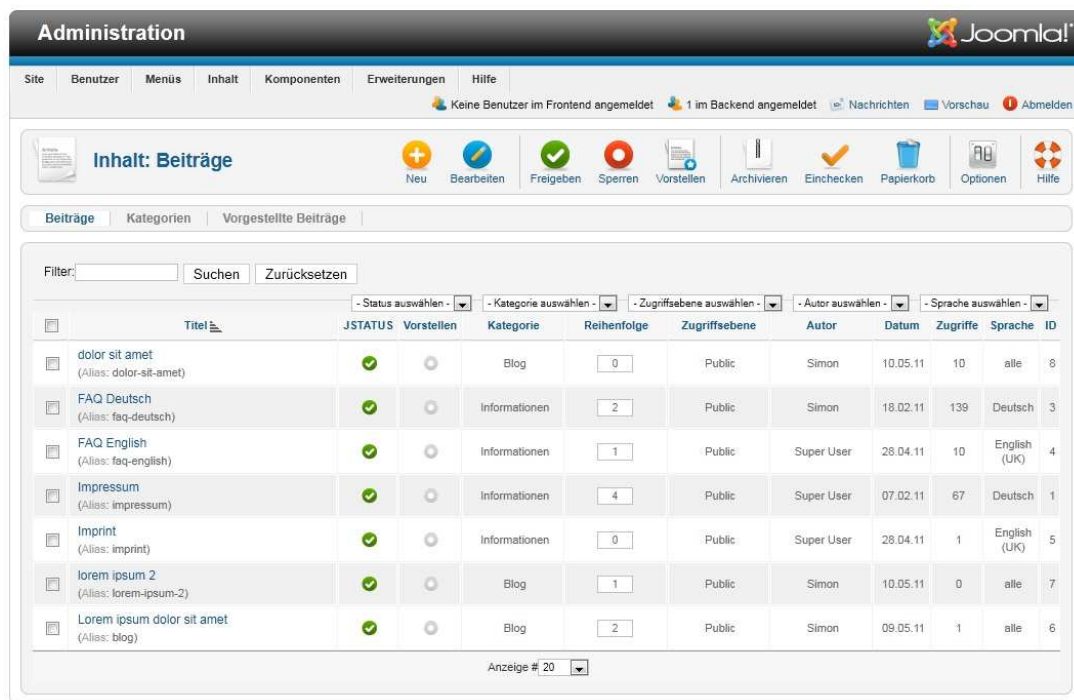 Administration
Joomla!
Site Benutzer Menüs Inhalt Komponenten Erweiterungen Hilfe
Keine Benutzer im Frontend angemeldet 1 im Backend angemeldet Nachrichten Vorschau Abmelden
Inhalt: Beiträge
Neu Bearbeiten Freigeben Sperren Vorstellen Archivieren Einchecken Papierkorb Optionen Hilfe
Beiträge Kategorien Vorgestellte Beiträge
Filter: Suchen Zurücksetzen
- Status auswählen - - Kategorie auswählen - - Zugriffsebene auswählen - - Autor auswählen - - Sprache auswählen -
Titel JSTATUS Vorstellen Kategorie Reihenfolge Zugriffsebene Autor Datum Zugriffe Sprache ID
dolor sit amet
(Alias: dolor-sit-amet)
Blog 0 Public Simon 10.05.11 10 alle 8
FAQ Deutsch
(Alias: faq-deutsch)
Informationen 2 Public Simon 18.02.11 139 Deutsch 3
FAQ English
(Alias: faq-english)
Informationen 1 Public Super User 28.04.11 10 English (UK) 4
Impressum
(Alias: impressum)
Informationen 4 Public Super User 07.02.11 67 Deutsch 1
Imprint
(Alias: imprint)
Informationen 0 Public Super User 28.04.11 1 English (UK) 5
lorem ipsum 2
(Alias: lorem-ipsum-2)
Blog 1 Public Simon 10.05.11 0 alle 7
Lorem ipsum dolor sit amet
(Alias: blog)
Blog 2 Public Simon 09.05.11 1 alle 6
Anzeige # 20